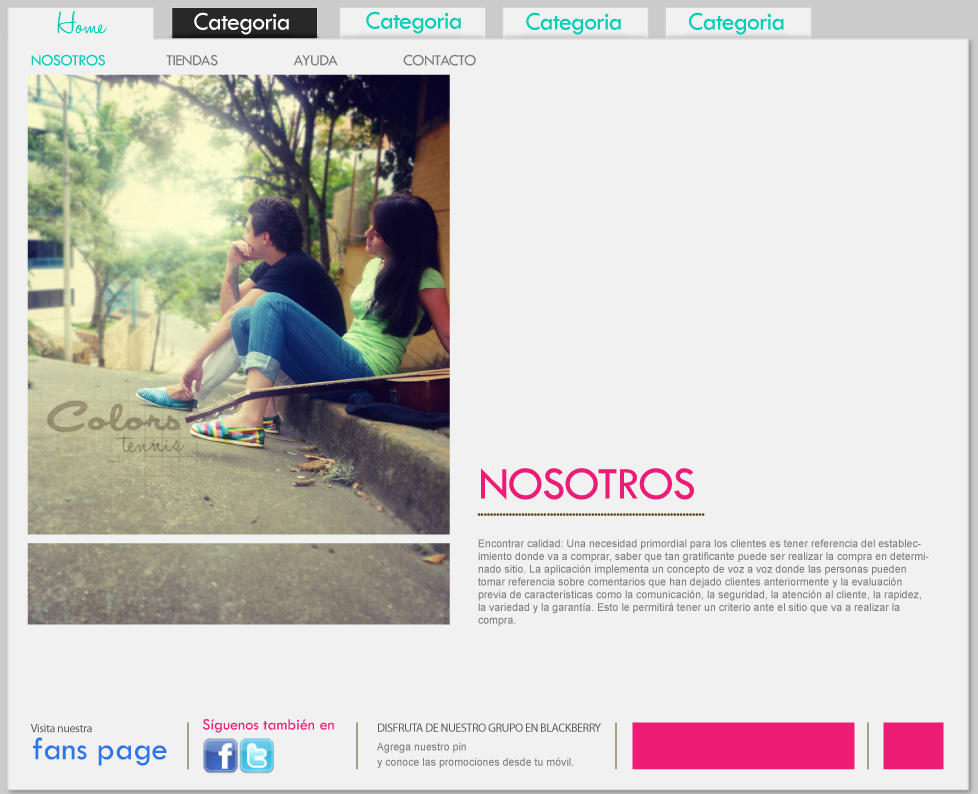 Home
Categoria
Categoria
Categoria
Categoria
NOSOTROS
TIENDAS
AYUDA
CONTACTO
Colors
tennis
NOSOTROS
Encontrar calidad: Una necesidad primordial para los clientes es tener referencia del establec-
imiento donde va a comprar, saber que tan gratificante puede ser realizar la compra en determi-
nado sitio. La aplicación implementa un concepto de voz a voz donde las personas pueden
tomar referencia sobre comentarios que han dejado clientes anteriormente y la evaluación
previa de características como la comunicación, la seguridad, la atención al cliente, la rapidez,
la variedad y la garantía. Esto le permitirá tener un criterio ante el sitio que va a realizar la
compra.
Visita nuestra
fans page
Síguenos también en
f
t
DISFRUTA DE NUESTRO GRUPO EN BLACKBERRY
Agrega nuestro pin
y conoce las promociones desde tu móvil.